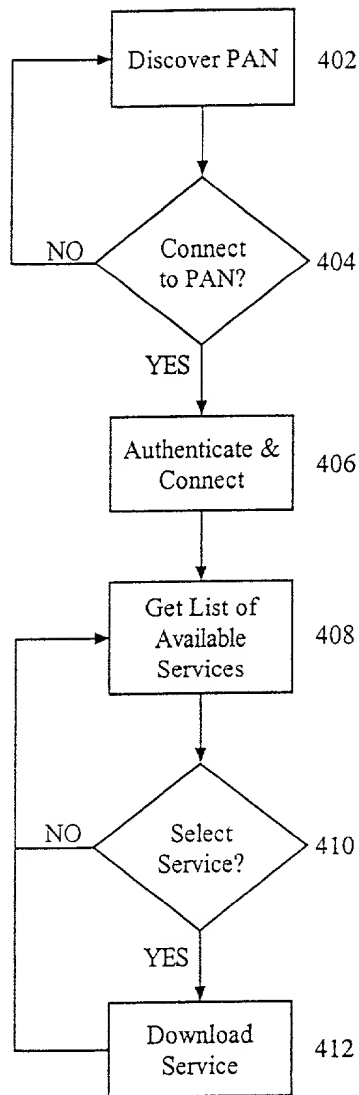 Discover PAN
402
Connect
to PAN?
404
NO
YES
Authenticate &
Connect
406
Get List of
Available
Services
408
Select
Service?
410
NO
YES
Download
Service
412